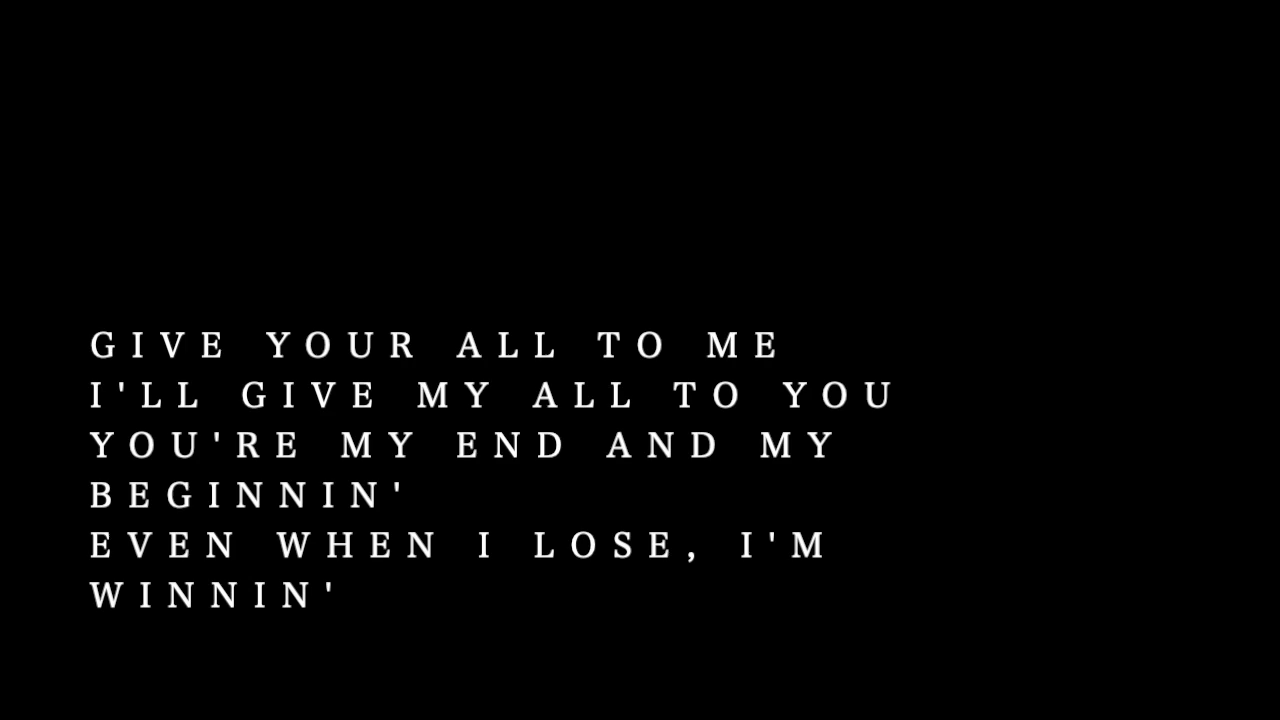 GIVE YOUR ALL TO ME
I'LL GIVE MY ALL TO YOU
YOU'RE MY END AND MY
BEGINNIN'
EVEN WHEN I LOSE, I'M
WINNIN'